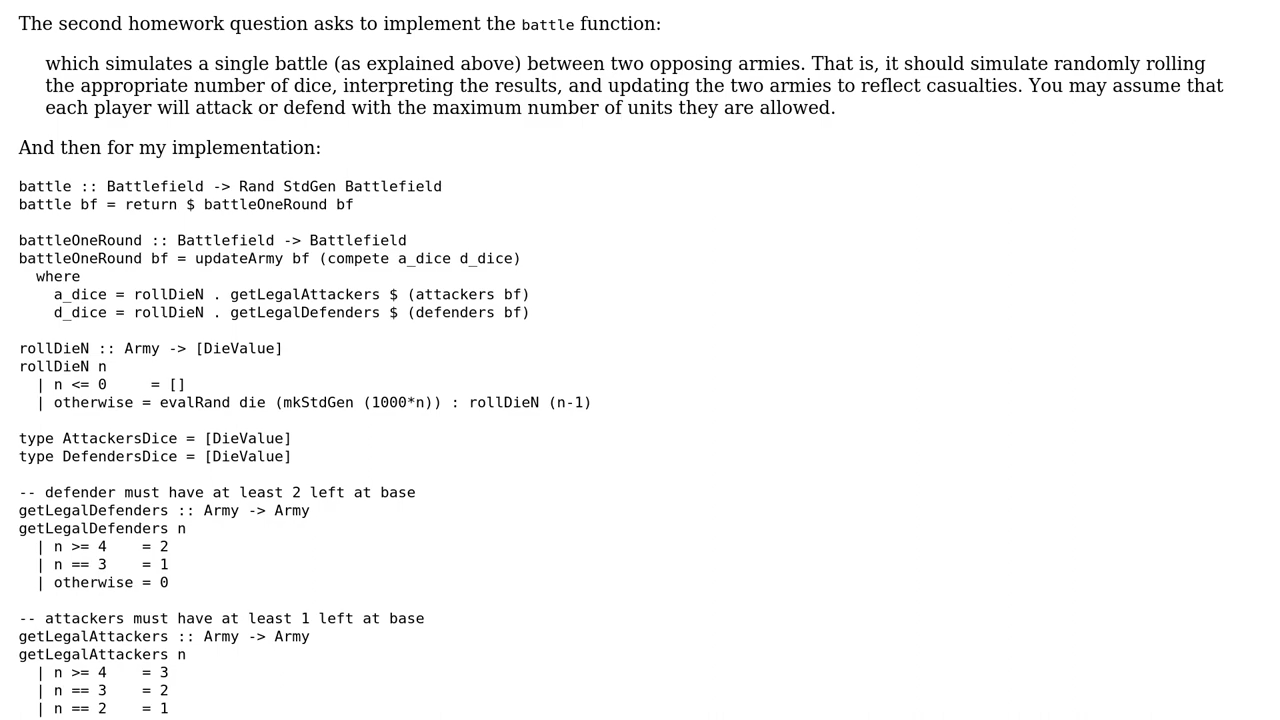 The second homework question asks to implement the battle function:
which simulates a single battle (as explained above) between two opposing armies. That is, it should simulate randomly rolling
the appropriate number of dice, interpreting the results, and updating the two armies to reflect casualties. You may assume that
each player will attack or defend with the maximum number of units they are allowed.
And then for my implementation:
battle :: Battlefield -> Rand StdGen Battlefield
battle bf = return $ battleOneRound bf
battleOneRound :: Battlefield -> Battlefield
battleOneRound bf = updateArmy bf (compete a_dice d_dice)
  where
    a_dice = rollDieN . getLegalAttackers $ (attackers bf)
    d_dice = rollDieN . getLegalDefenders $ (defenders bf)
rollDieN :: Army -> [DieValue]
rollDieN n
  | n <= 0     = []
  | otherwise = evalRand die (mkStdGen (1000*n)) : rollDieN (n-1)
type AttackersDice = [DieValue]
type DefendersDice = [DieValue]
-- defender must have at least 2 left at base
getLegalDefenders :: Army -> Army
getLegalDefenders n
  | n >= 4    = 2
  | n == 3    = 1
  | otherwise = 0
-- attackers must have at least 1 left at base
getLegalAttackers :: Army -> Army
getLegalAttackers n
  | n >= 4    = 3
  | n == 3    = 2
  | n == 2    = 1